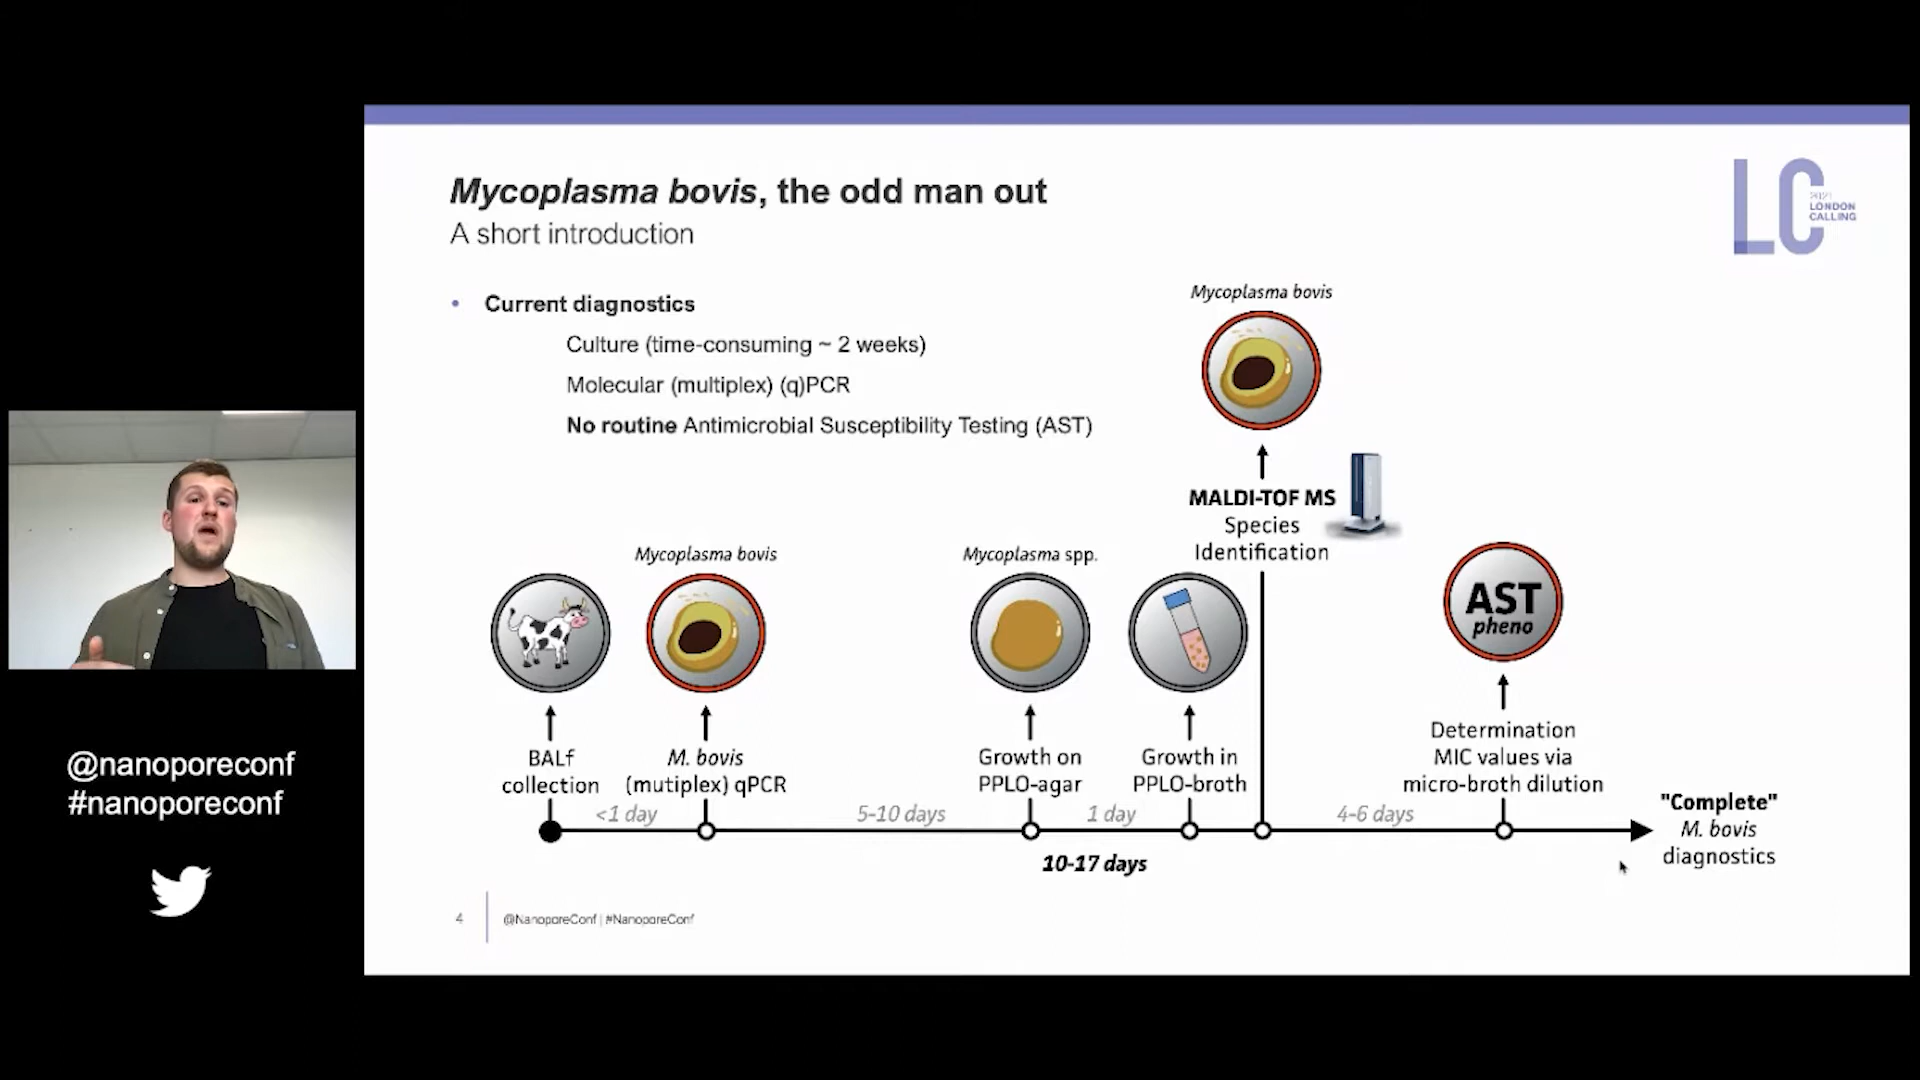 Mycoplasma bovis, the odd man out
A short introduction
2021
LONDON
CALLING
LC
• Current diagnostics
Culture (time-consuming ~ 2 weeks)
Molecular (multiplex) (q)PCR
No routine Antimicrobial Susceptibility Testing (AST)
Mycoplasma bovis
MALDI-TOF MS
Species
Identification
Mycoplasma bovis
Mycoplasma spp.
AST
pheno
BALf
collection
M. bovis
(mutiplex) qPCR
Growth on
PPLO-agar
Growth in
PPLO-broth
Determination
MIC values via
micro-broth dilution
<1 day
5-10 days
1 day
4-6 days
10-17 days
"Complete"
M. bovis
diagnostics
4
@NanoporeConf | #NanoporeConf
@nanoporeconf
#nanoporeconf